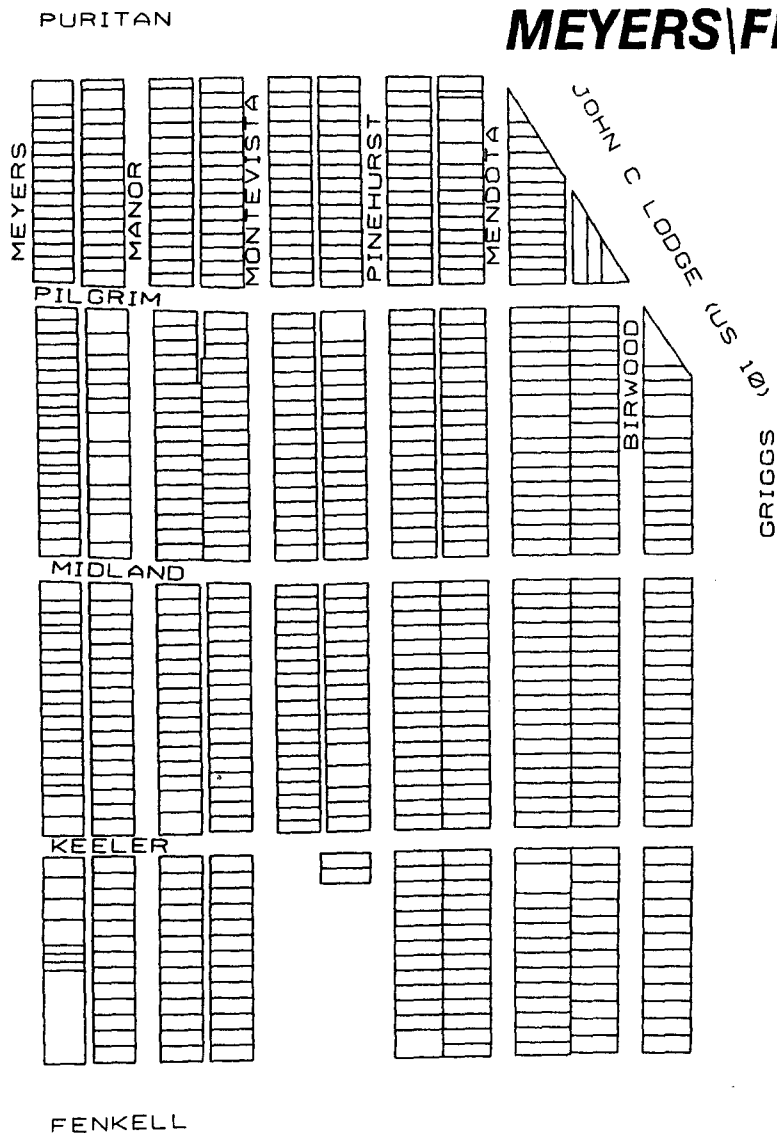 PURITAN
MEYERS\F
MEYERS
MANOR
MONTEVISTA
PINEHURST
MENDOTA
JOHN C LODGE (US 10)
PILGRIM
BIRWOOD
GRIGGS
MIDLAND
KEELER
FENKELL